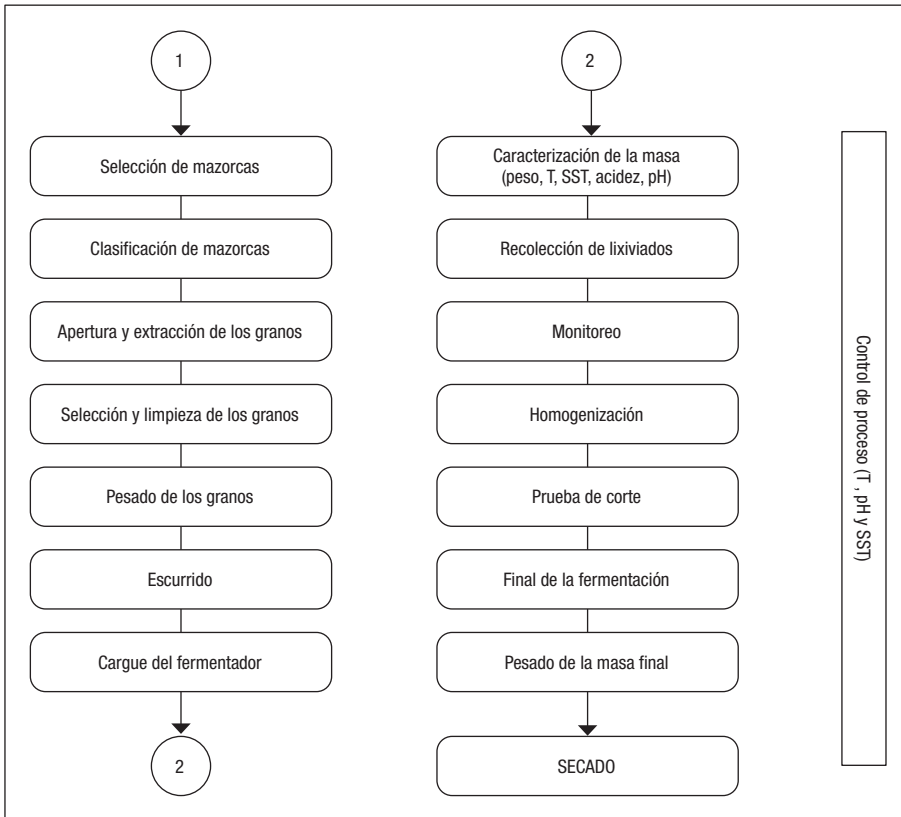 1
Selección de mazorcas
Clasificación de mazorcas
Apertura y extracción de los granos
Selección y limpieza de los granos
Pesado de los granos
Escurrido
Cargue del fermentador
2
2
Caracterización de la masa
(peso, T, SST, acidez, pH)
Recolección de lixiviados
Monitoreo
Homogenización
Prueba de corte
Final de la fermentación
Pesado de la masa final
SECADO
Control de proceso (T , pH y SST)